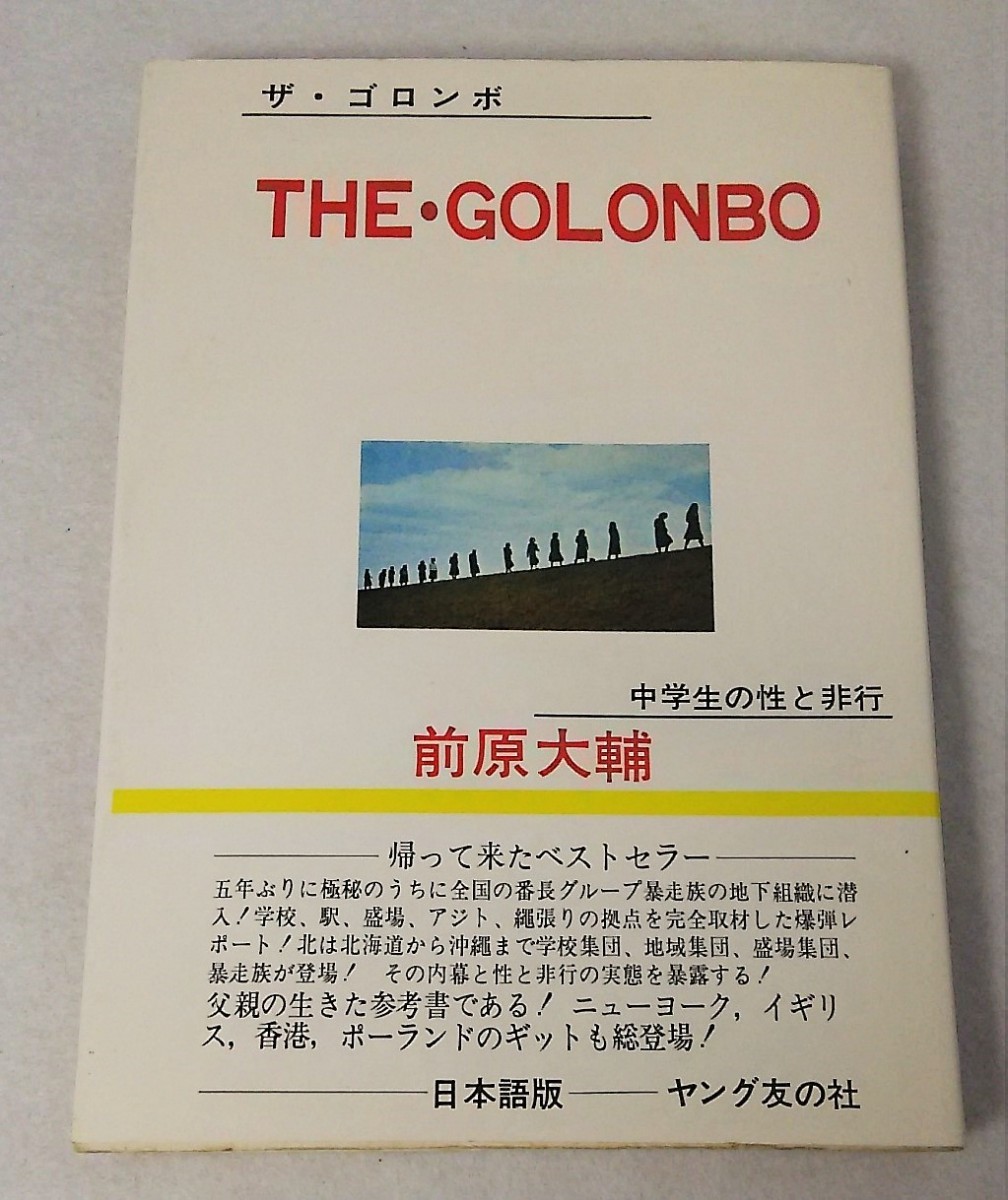 ザ・ゴロンボ
THE・GOLONBO
中学生の性と非行
前原大輔
帰って来たベストセラー
五年ぶりに極秘のうちに全国の番長グループ暴走族の地下組織に潜
入!学校、駅、盛場、アジト、繩張りの拠点を完全取材した爆弾レ
ポート!北は北海道から沖縄まで学校集団、地域集団、盛場集団、
暴走族が登場! その内幕と性と非行の実態を暴露する!
父親の生きた参考書である! ニューヨーク, イギリ
ス, 香港, ポーランドのギットも総登場!
日本語版 ヤング友の社